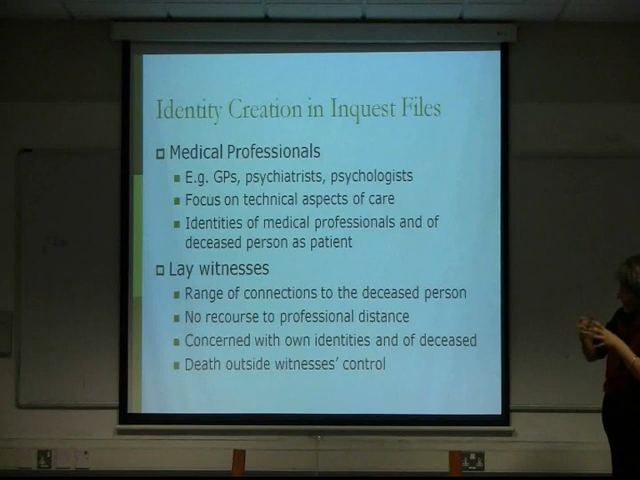 Identity Creation in Inquest Files
Medical Professionals
E.g. GPs, psychiatrists, psychologists
Focus on technical aspects of care
Identities of medical professionals and of
deceased person as patient
Lay witnesses
Range of connections to the deceased person
No recourse to professional distance
Concerned with own identities and of deceased
Death outside witnesses' control